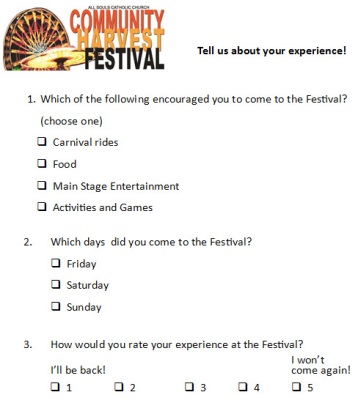 ALL SOULS CATHOLIC CHURCH
COMMUNITY
HARVEST
FESTIVAL
Tell us about your experience!
1. Which of the following encouraged you to come to the Festival?
(choose one)
❑ Carnival rides
❑ Food
❑ Main Stage Entertainment
❑ Activities and Games
2. Which days did you come to the Festival?
❑ Friday
❑ Saturday
❑ Sunday
3. How would you rate your experience at the Festival?
I'll be back! I won't
come again!
❑ 1 ❑ 2 ❑ 3 ❑ 4 ❑ 5